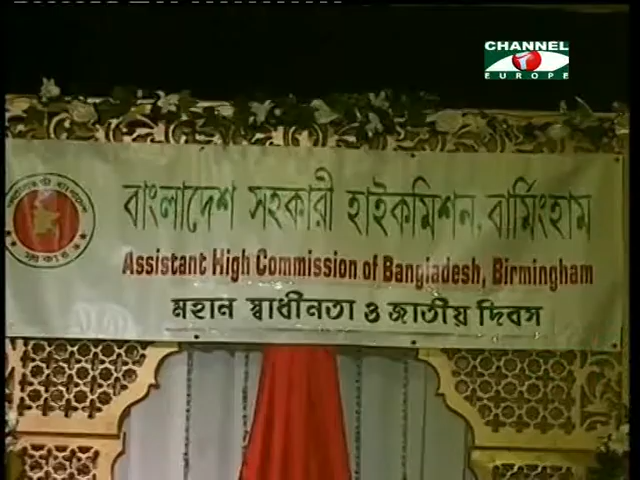 CHANNEL
i
EUROPE
বাংলাদেশ সহকারী হাইকমিশন, বার্মিংহাম
Assistant High Commission of Bangladesh, Birmingham
মহান স্বাধীনতা ও জাতীয় দিবস